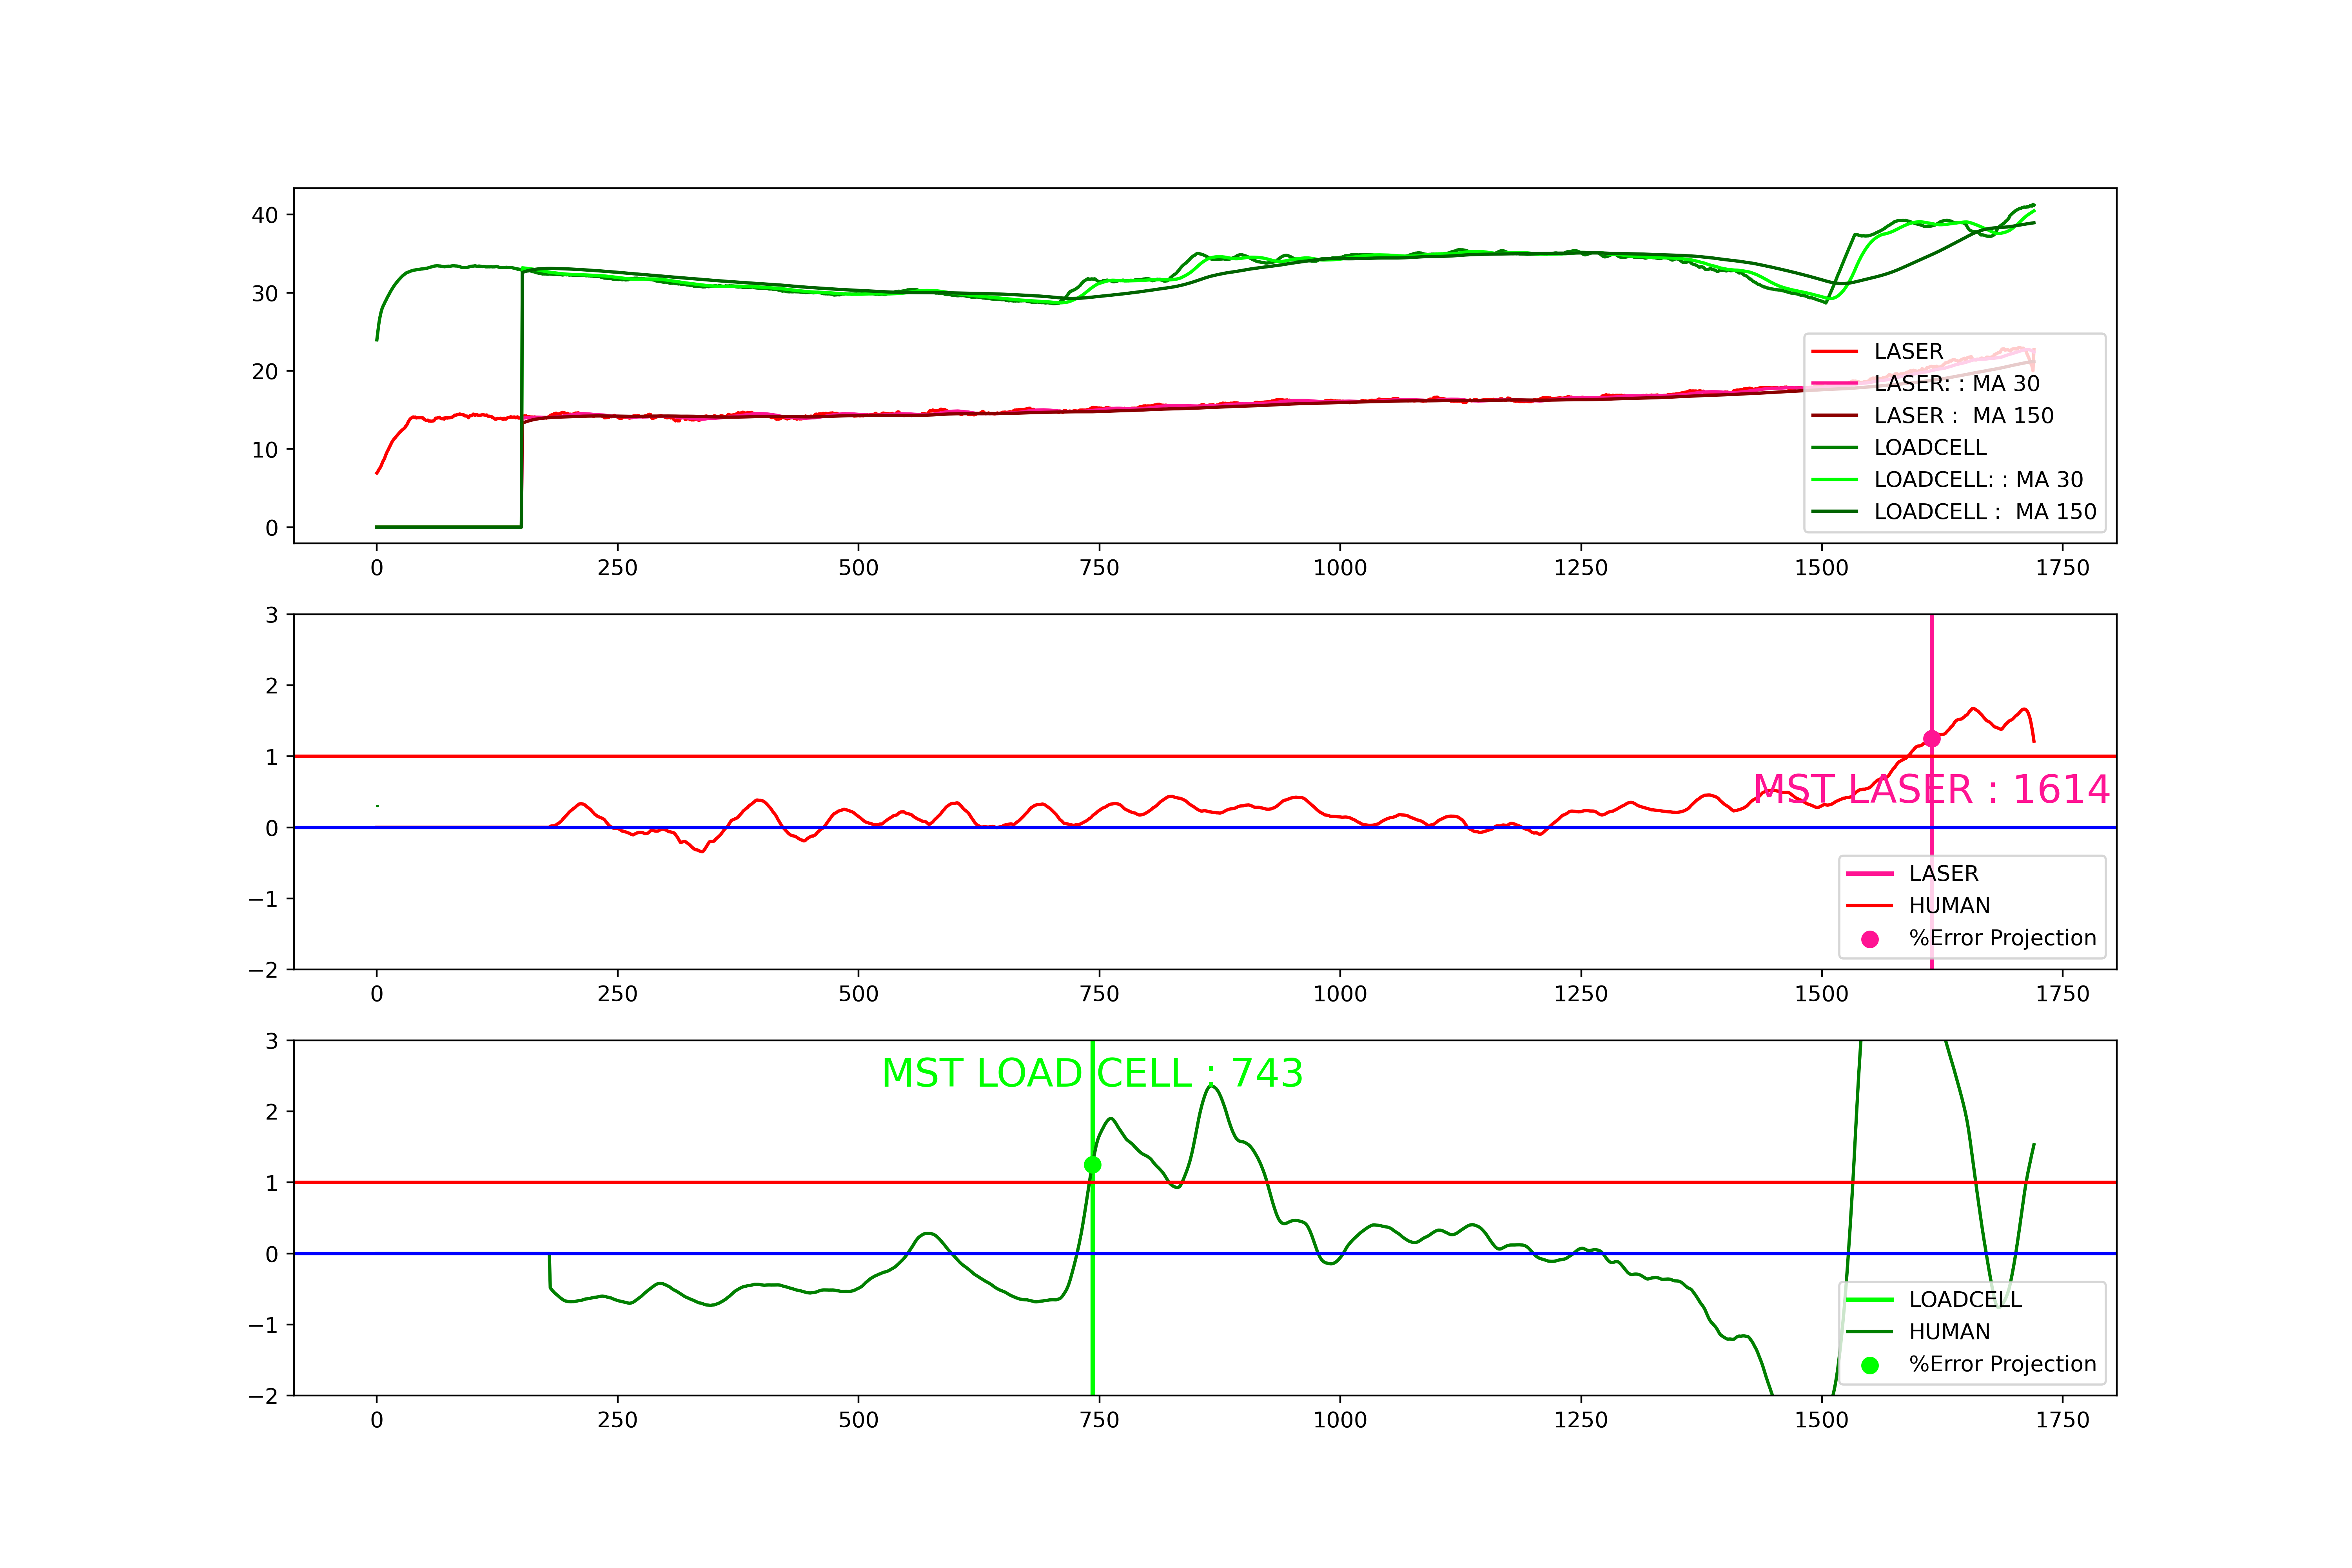 40
30
20
10
0
LASER
LASER: : MA 30
LASER :  MA 150
LOADCELL
LOADCELL: : MA 30
LOADCELL :  MA 150
0 250 500 750 1000 1250 1500 1750
3
2
1
0
−1
−2
MST LASER : 1614
LASER
HUMAN
%Error Projection
0 250 500 750 1000 1250 1500 1750
3
2
1
0
−1
−2
MST LOAD CELL : 743
LOADCELL
HUMAN
%Error Projection
0 250 500 750 1000 1250 1500 1750